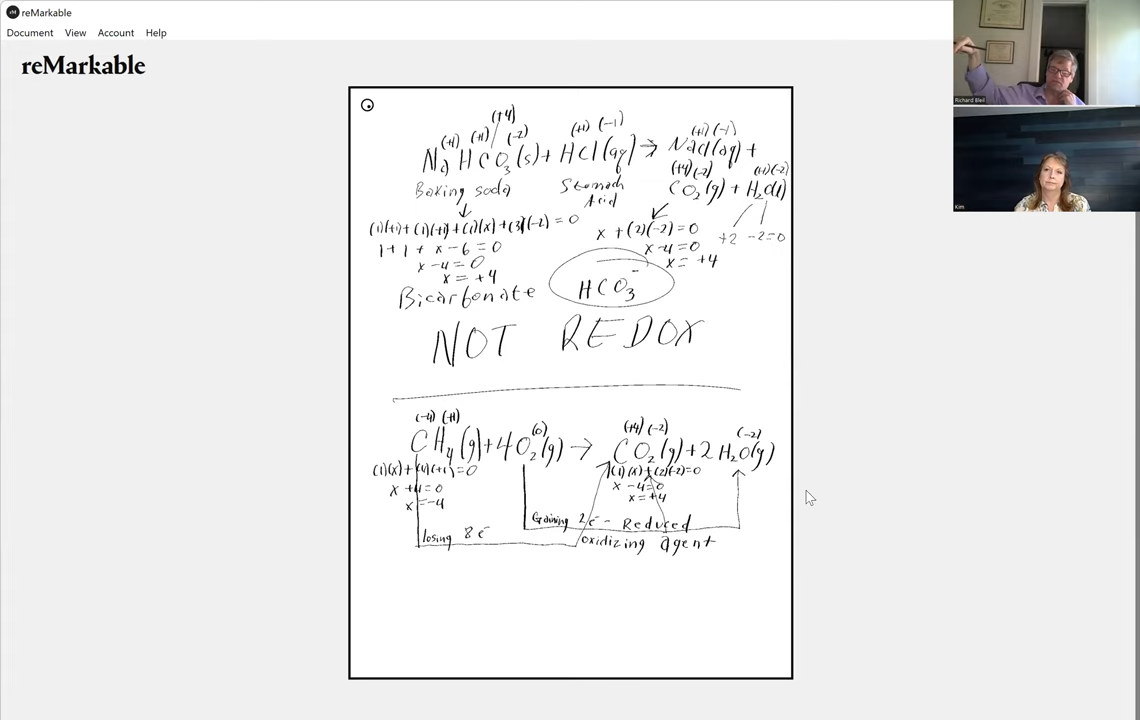 reMarkable
Document View Account Help
reMarkable
Richard Bleil
Kim
(+4)
(+1) (+1) (-2) (+1) (-1) (+1) (-1)
NaHCO₃(s) + HCl(aq) → NaCl(aq) +
(+4) (-2) (+1) (-2)
Baking soda Stomach Acid CO₂(g) + H₂O(l)
(1)(+1) + (1)(+1) + (1)(x) + (3)(-2) = 0 x + (2)(-2) = 0 +2 -2=0
1 + 1 + x - 6 = 0 x - 4 = 0
x - 4 = 0 x = +4
x = +4
Bicarbonate HCO₃⁻
NOT REDOX
(-4) (+1) (0) (+4) (-2) (-2)
CH₄(g) + 4O₂(g) → CO₂(g) + 2H₂O(g)
(1)(x) + (4)(+1) = 0 (1)(x) + (2)(-2) = 0
x + 4 = 0 x - 4 = 0
x = -4 x = +4
Gaining 2e⁻ - Reduced
losing 8e⁻ oxidizing agent